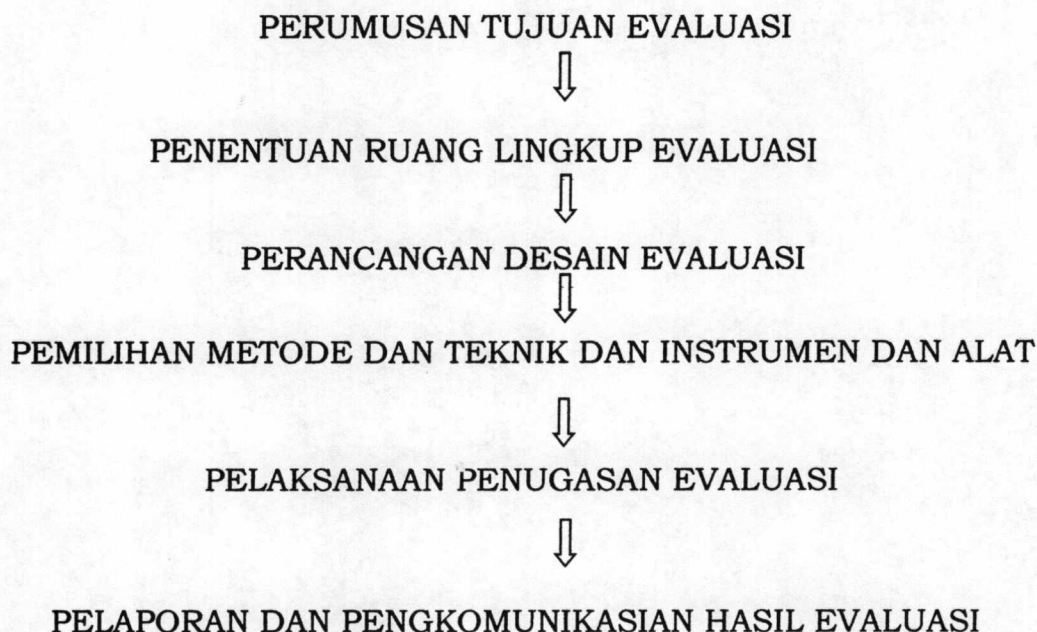 PERUMUSAN TUJUAN EVALUASI
PENENTUAN RUANG LINGKUP EVALUASI
PERANCANGAN DESAIN EVALUASI
PEMILIHAN METODE DAN TEKNIK DAN INSTRUMEN DAN ALAT
PELAKSANAAN PENUGASAN EVALUASI
PELAPORAN DAN PENGKOMUNIKASIAN HASIL EVALUASI